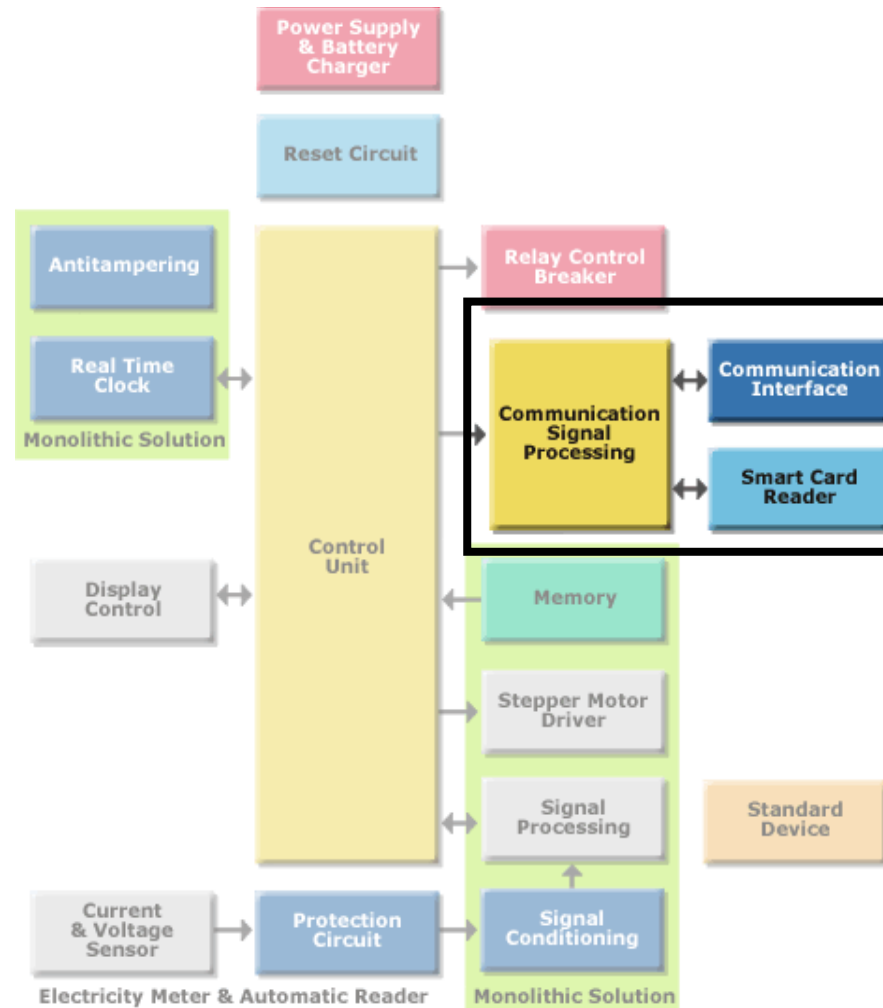 Power Supply
& Battery
Charger
Reset Circuit
Antitampering
Real Time
Clock
Monolithic Solution
Relay Control
Breaker
Communication
Signal
Processing
Communication
Interface
Smart Card
Reader
Control
Unit
Display
Control
Memory
Stepper Motor
Driver
Signal
Processing
Standard
Device
Current
& Voltage
Sensor
Protection
Circuit
Signal
Conditioning
Electricity Meter & Automatic Reader
Monolithic Solution